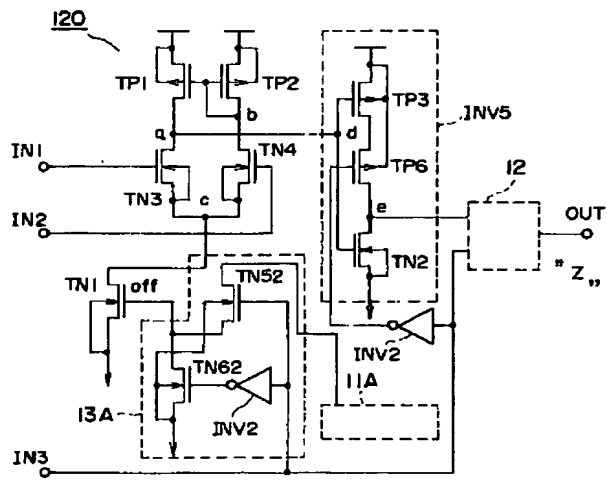 120
TP1
TP2
TP3
INV5
a
b
d
IN1
TN4
TP6
TN3
c
12
IN2
e
OUT
TN52
TN2
"Z„
TN1
off
INV2
TN62
11A
13A
INV2
IN3